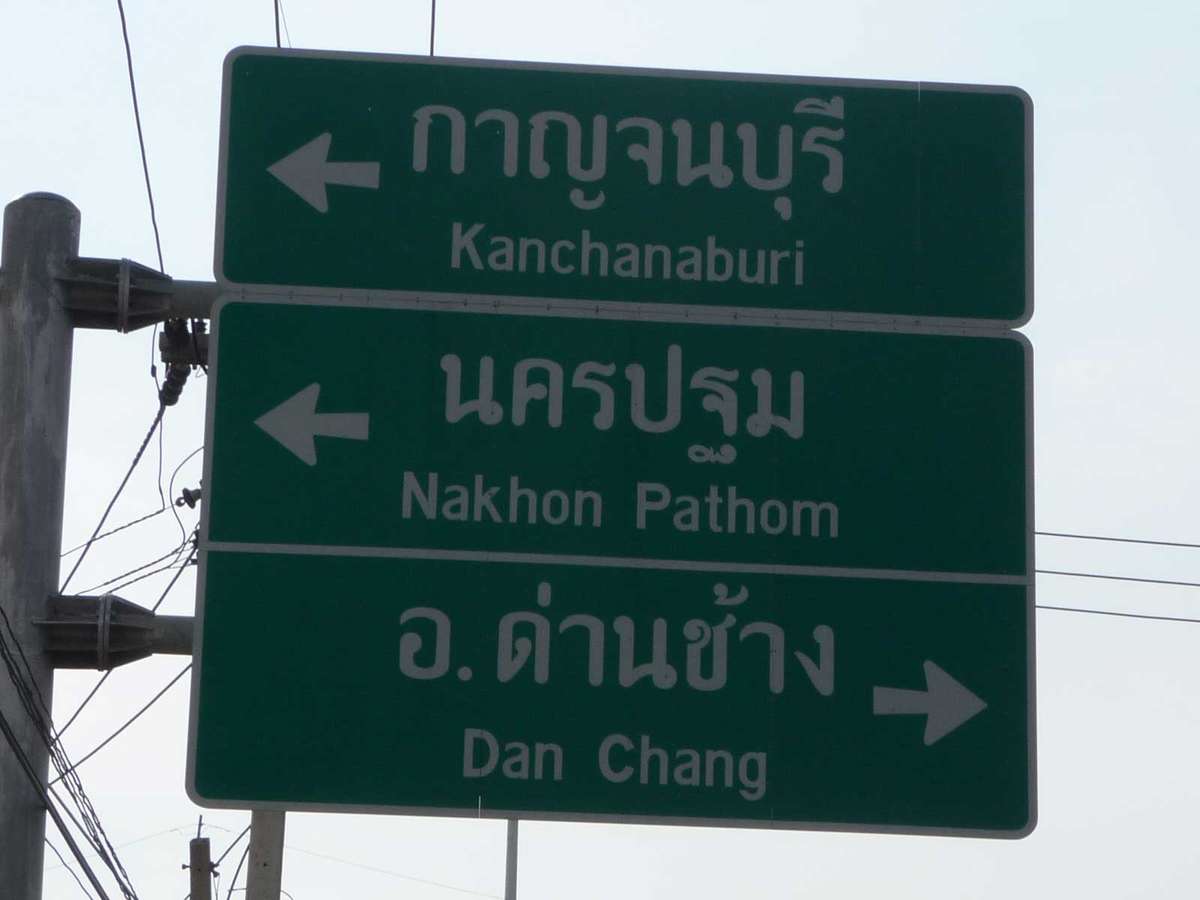 กาญจนบุรี
Kanchanaburi
นครปฐม
Nakhon Pathom
อ.ด่านช้าง
Dan Chang